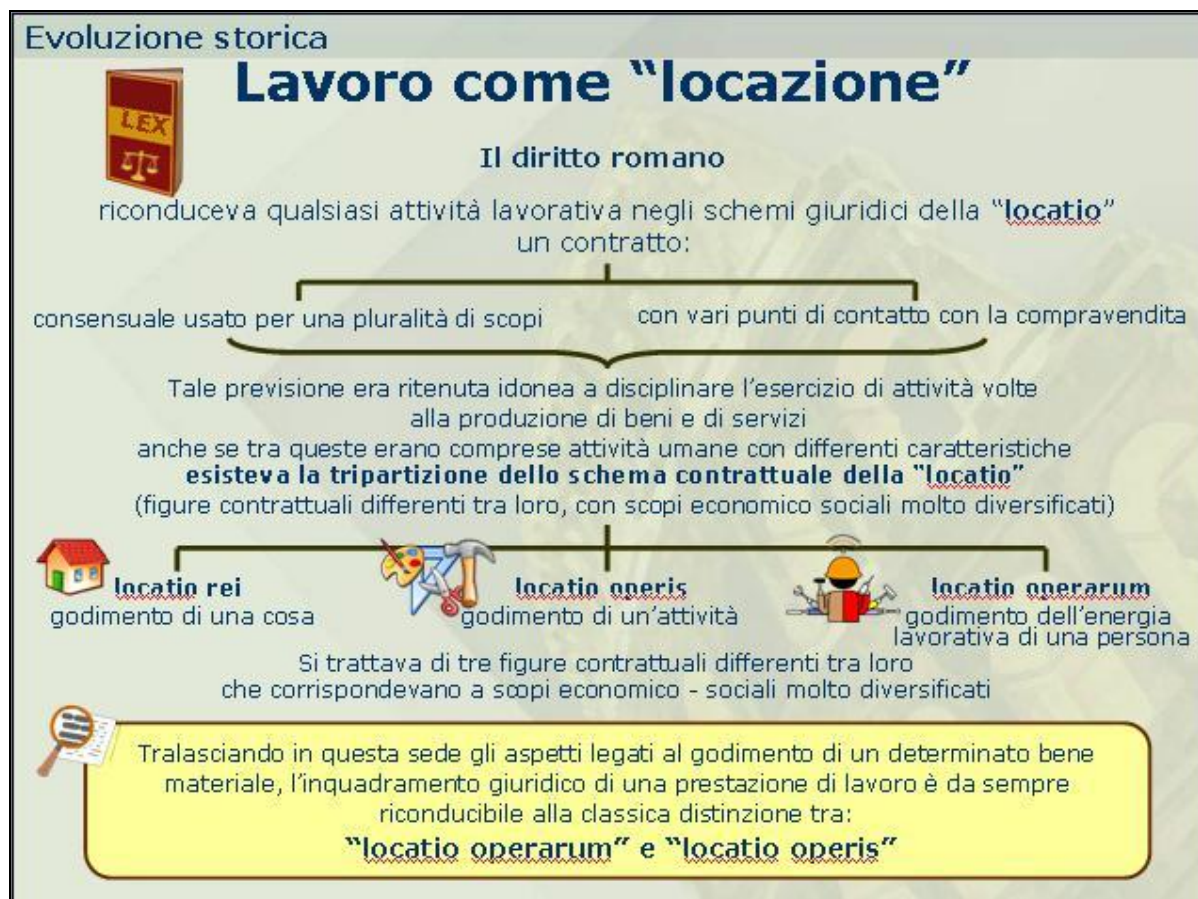 Evoluzione storica
Lavoro come “locazione”
LEX
Il diritto romano
riconduceva qualsiasi attività lavorativa negli schemi giuridici della “locatio”
un contratto:
consensuale usato per una pluralità di scopi
con vari punti di contatto con la compravendita
Tale previsione era ritenuta idonea a disciplinare l’esercizio di attività volte
alla produzione di beni e di servizi
anche se tra queste erano comprese attività umane con differenti caratteristiche
esisteva la tripartizione dello schema contrattuale della “locatio”
(figure contrattuali differenti tra loro, con scopi economico sociali molto diversificati)
locatio rei
godimento di una cosa
locatio operis
godimento di un’attività
locatio operarum
godimento dell’energia
lavorativa di una persona
Si trattava di tre figure contrattuali differenti tra loro
che corrispondevano a scopi economico - sociali molto diversificati
Tralasciando in questa sede gli aspetti legati al godimento di un determinato bene
materiale, l’inquadramento giuridico di una prestazione di lavoro è da sempre
riconducibile alla classica distinzione tra:
“locatio operarum” e “locatio operis”